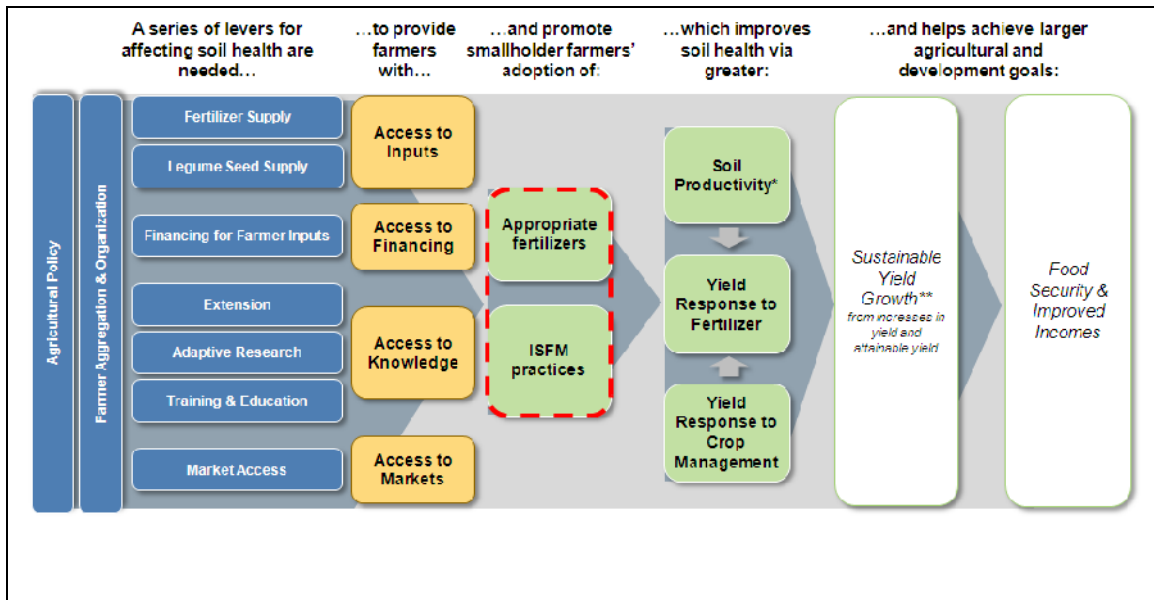 A series of levers for
affecting soil health are
needed…
…to provide
farmers
with…
…and promote
smallholder farmers’
adoption of:
…which improves
soil health via
greater:
…and helps achieve larger
agricultural and
development goals:
Agricultural Policy
Farmer Aggregation & Organization
Fertilizer Supply
Legume Seed Supply
Financing for Farmer Inputs
Extension
Adaptive Research
Training & Education
Market Access
Access to
Inputs
Access to
Financing
Access to
Knowledge
Access to
Markets
Appropriate
fertilizers
ISFM
practices
Soil
Productivity*
Yield
Response to
Fertilizer
Yield
Response to
Crop
Management
Sustainable
Yield
Growth**
from increases in
yield and
attainable yield
Food
Security &
Improved
Incomes